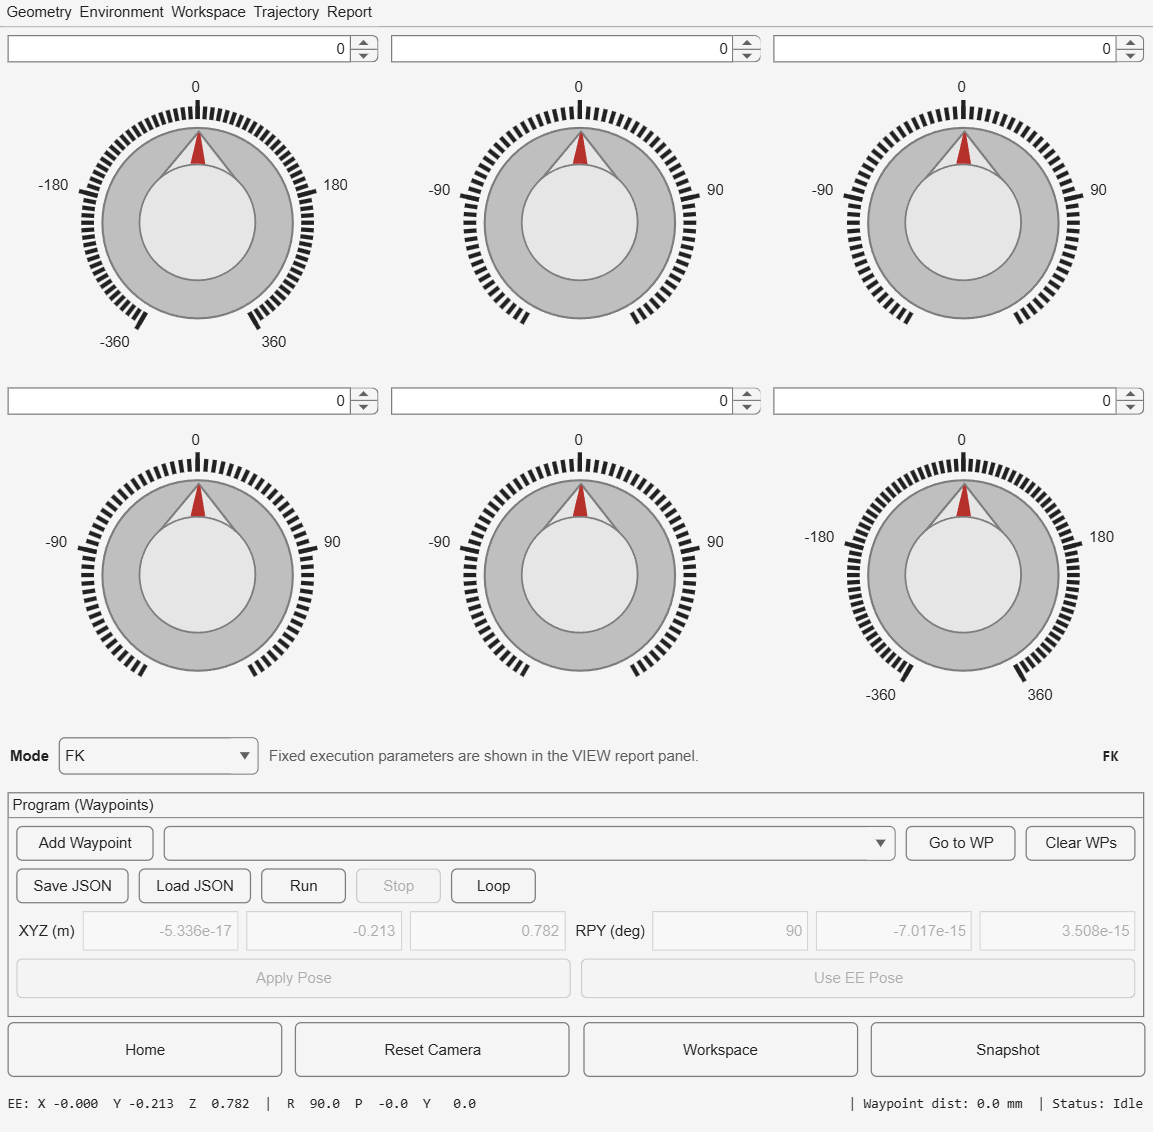 Geometry Environment Workspace Trajectory Report
0 0 0
0 0 0
-180 180 -90 90 -90 90
-360 360
0 0 0
0 0 0
-90 90 -90 90 -180 180
-360 360
Mode FK Fixed execution parameters are shown in the VIEW report panel. FK
Program (Waypoints)
Add Waypoint Go to WP Clear WPs
Save JSON Load JSON Run Stop Loop
XYZ (m) -5.336e-17 -0.213 0.782 RPY (deg) 90 -7.017e-15 3.508e-15
Apply Pose Use EE Pose
Home Reset Camera Workspace Snapshot
EE: X -0.000 Y -0.213 Z 0.782 | R 90.0 P -0.0 Y 0.0 | Waypoint dist: 0.0 mm | Status: Idle